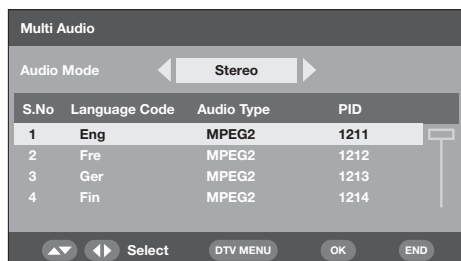 Multi Audio
Audio Mode Stereo
S.No Language Code Audio Type PID
1 Eng MPEG2 1211
2 Fre MPEG2 1212
3 Ger MPEG2 1213
4 Fin MPEG2 1214
Select DTV MENU OK END